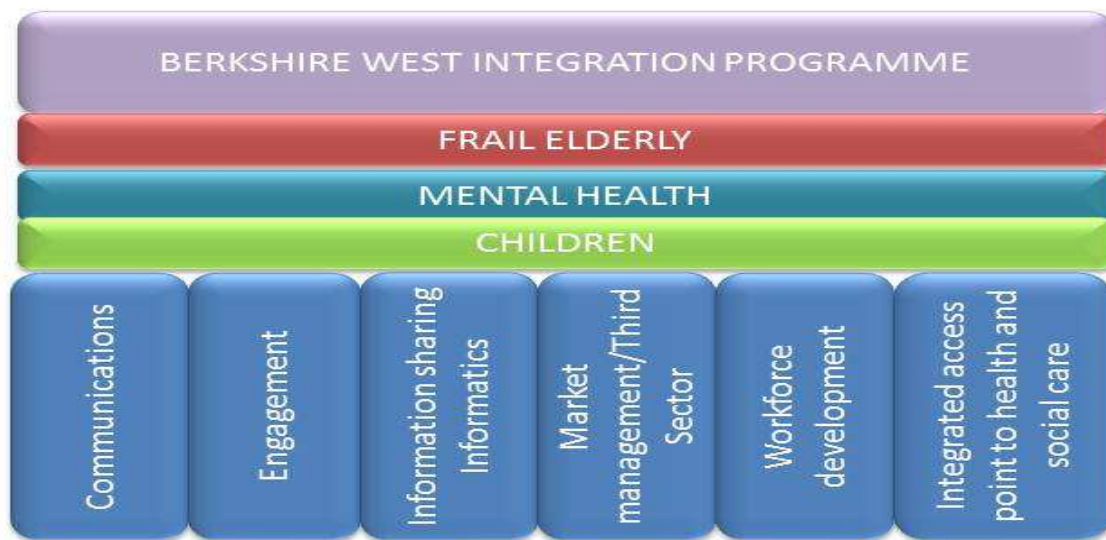 BERKSHIRE WEST INTEGRATION PROGRAMME
FRAIL ELDERLY
MENTAL HEALTH
CHILDREN
Communications
Engagement
Information sharing
Informatics
Market
management/Third
Sector
Workforce
development
Integrated access
point to health and
social care